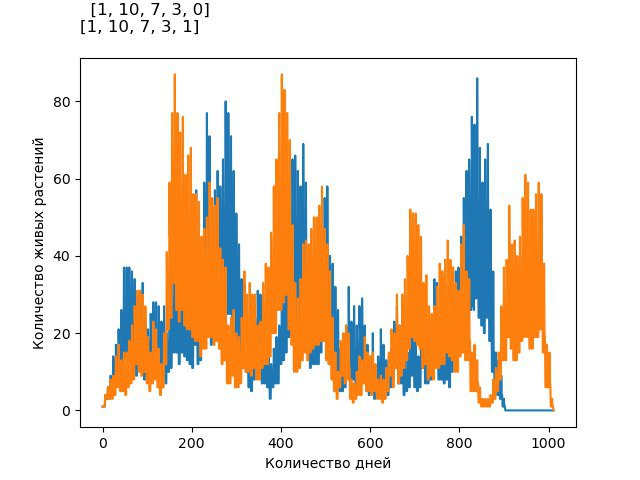 [1, 10, 7, 3, 0]
[1, 10, 7, 3, 1]
80
60
40
20
0
Количество живых растений
0 200 400 600 800 1000
Количество дней